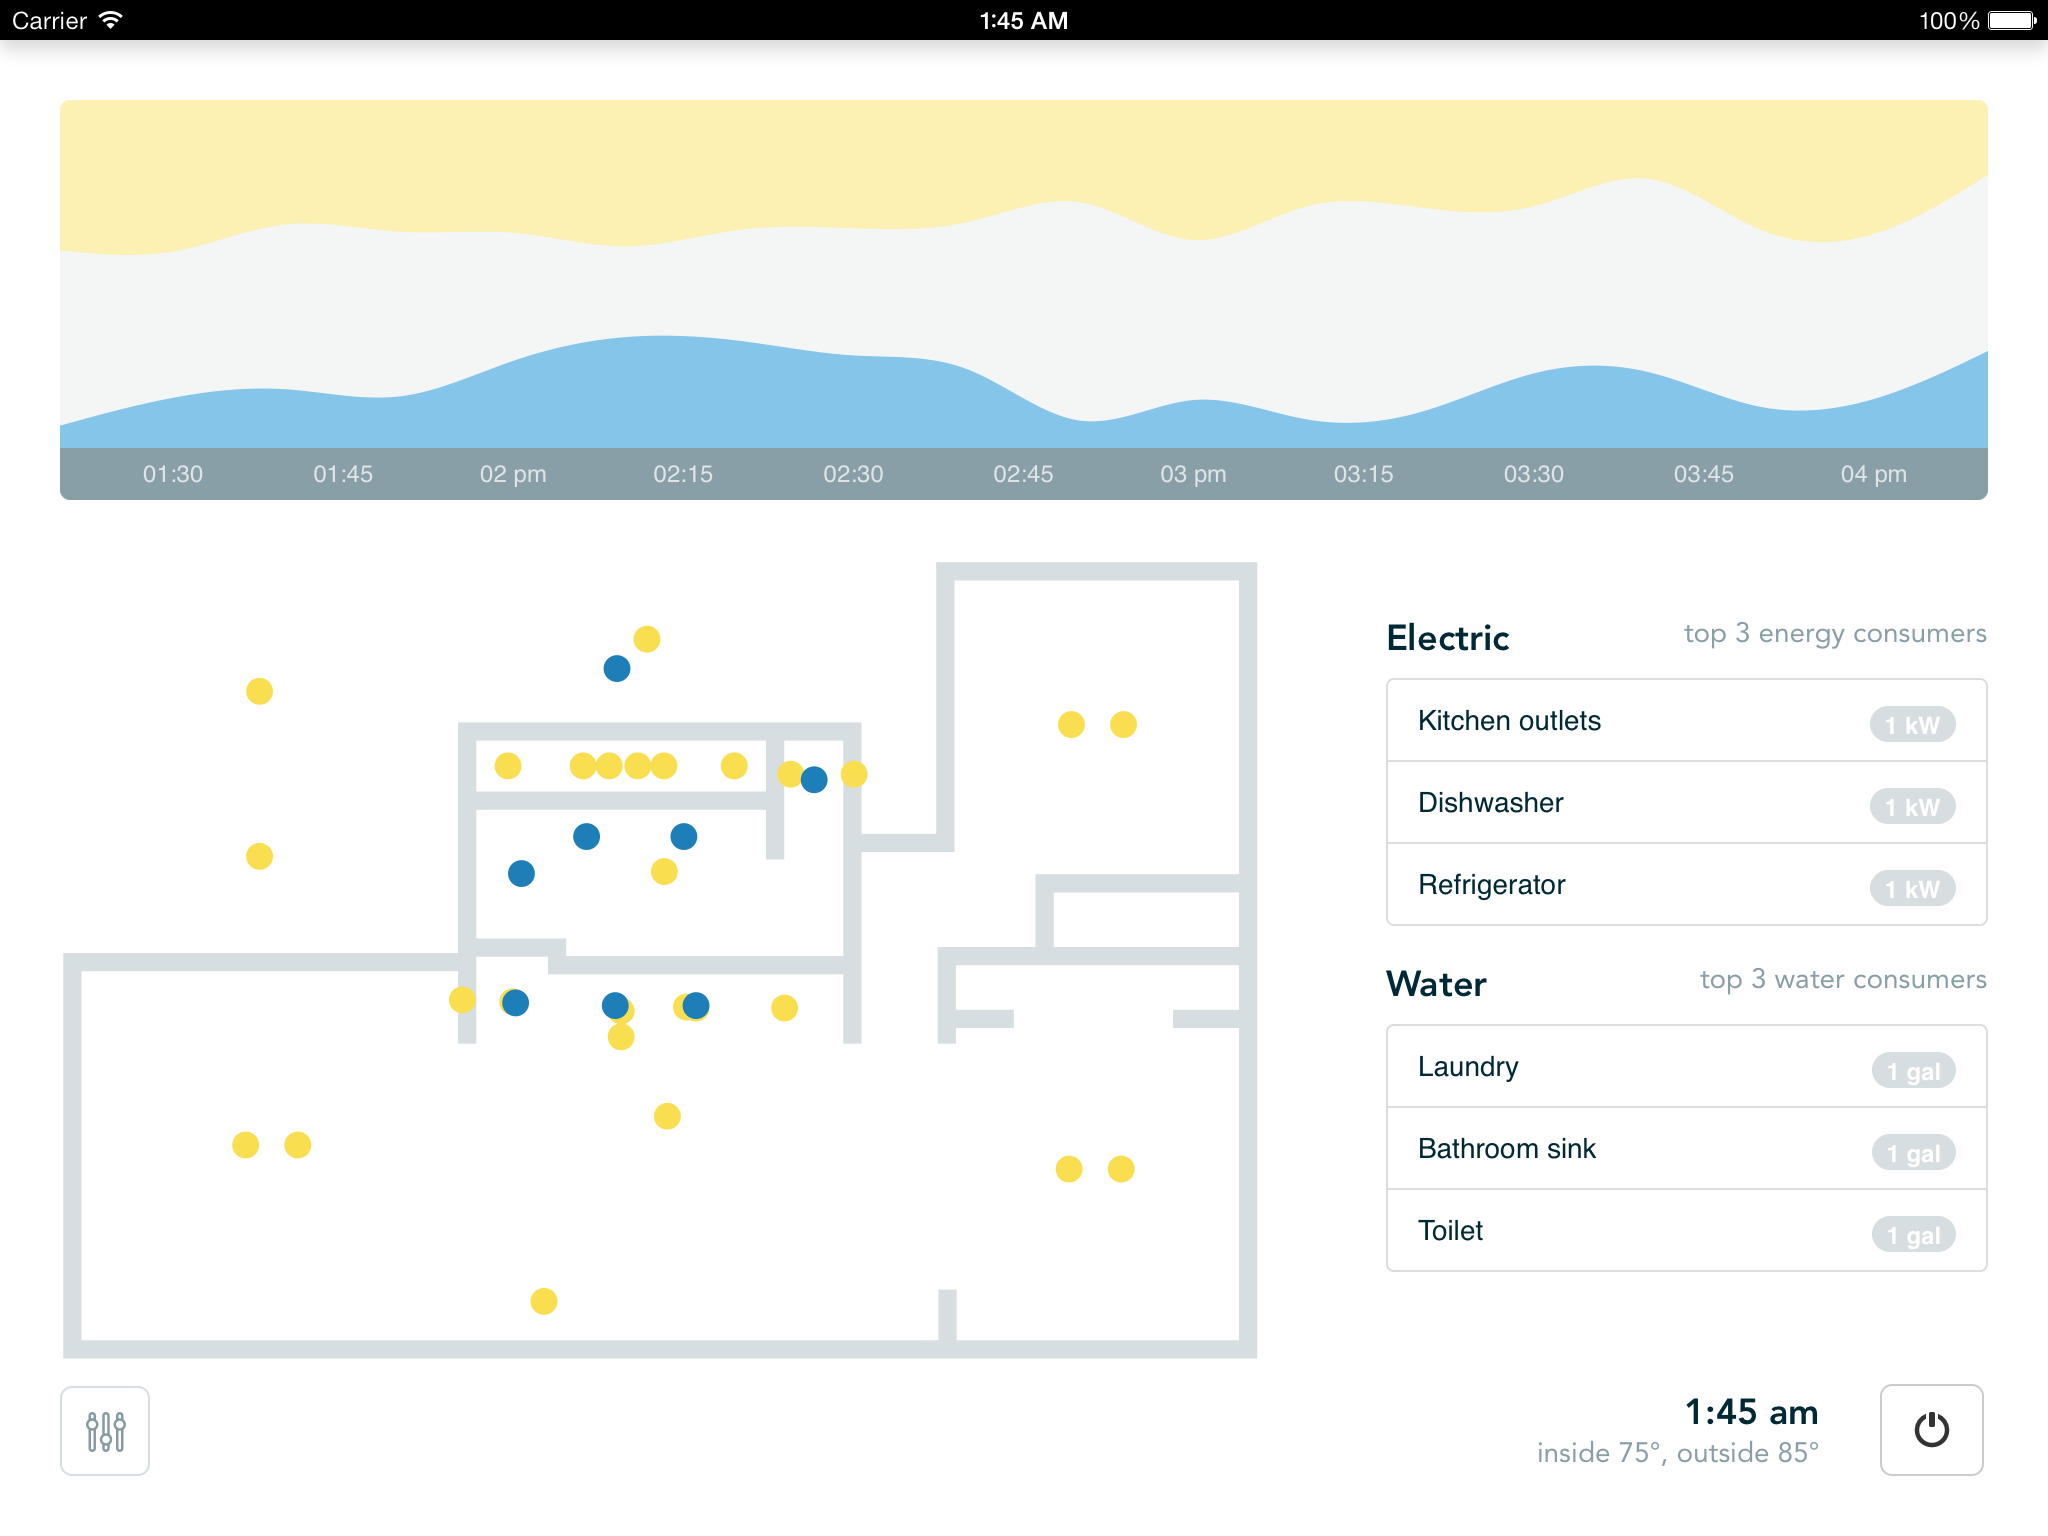 Carrier 1:45 AM 100%
01:30 01:45 02 pm 02:15 02:30 02:45 03 pm 03:15 03:30 03:45 04 pm
Electric top 3 energy consumers
Kitchen outlets 1 kW
Dishwasher 1 kW
Refrigerator 1 kW
Water top 3 water consumers
Laundry 1 gal
Bathroom sink 1 gal
Toilet 1 gal
1:45 am
inside 75°, outside 85°